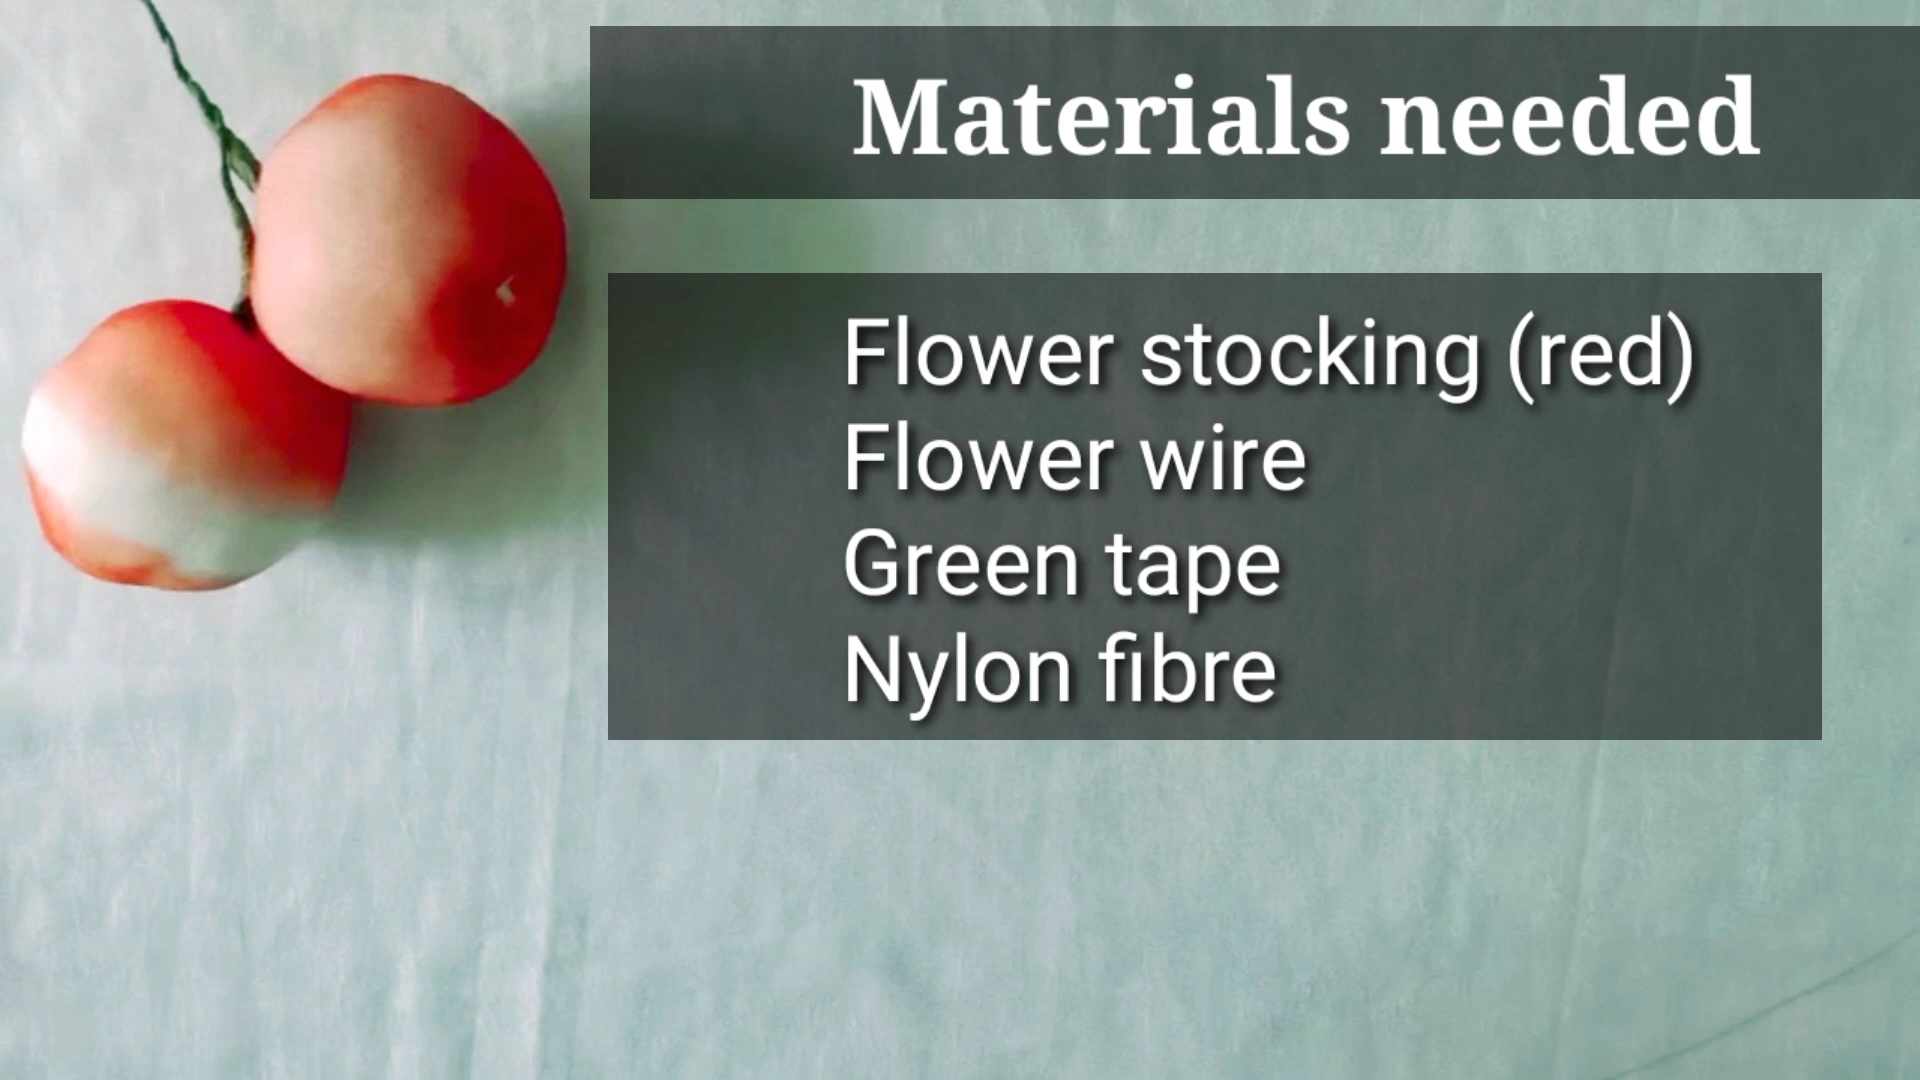 Materials needed
Flower stocking (red)
Flower wire
Green tape
Nylon fibre